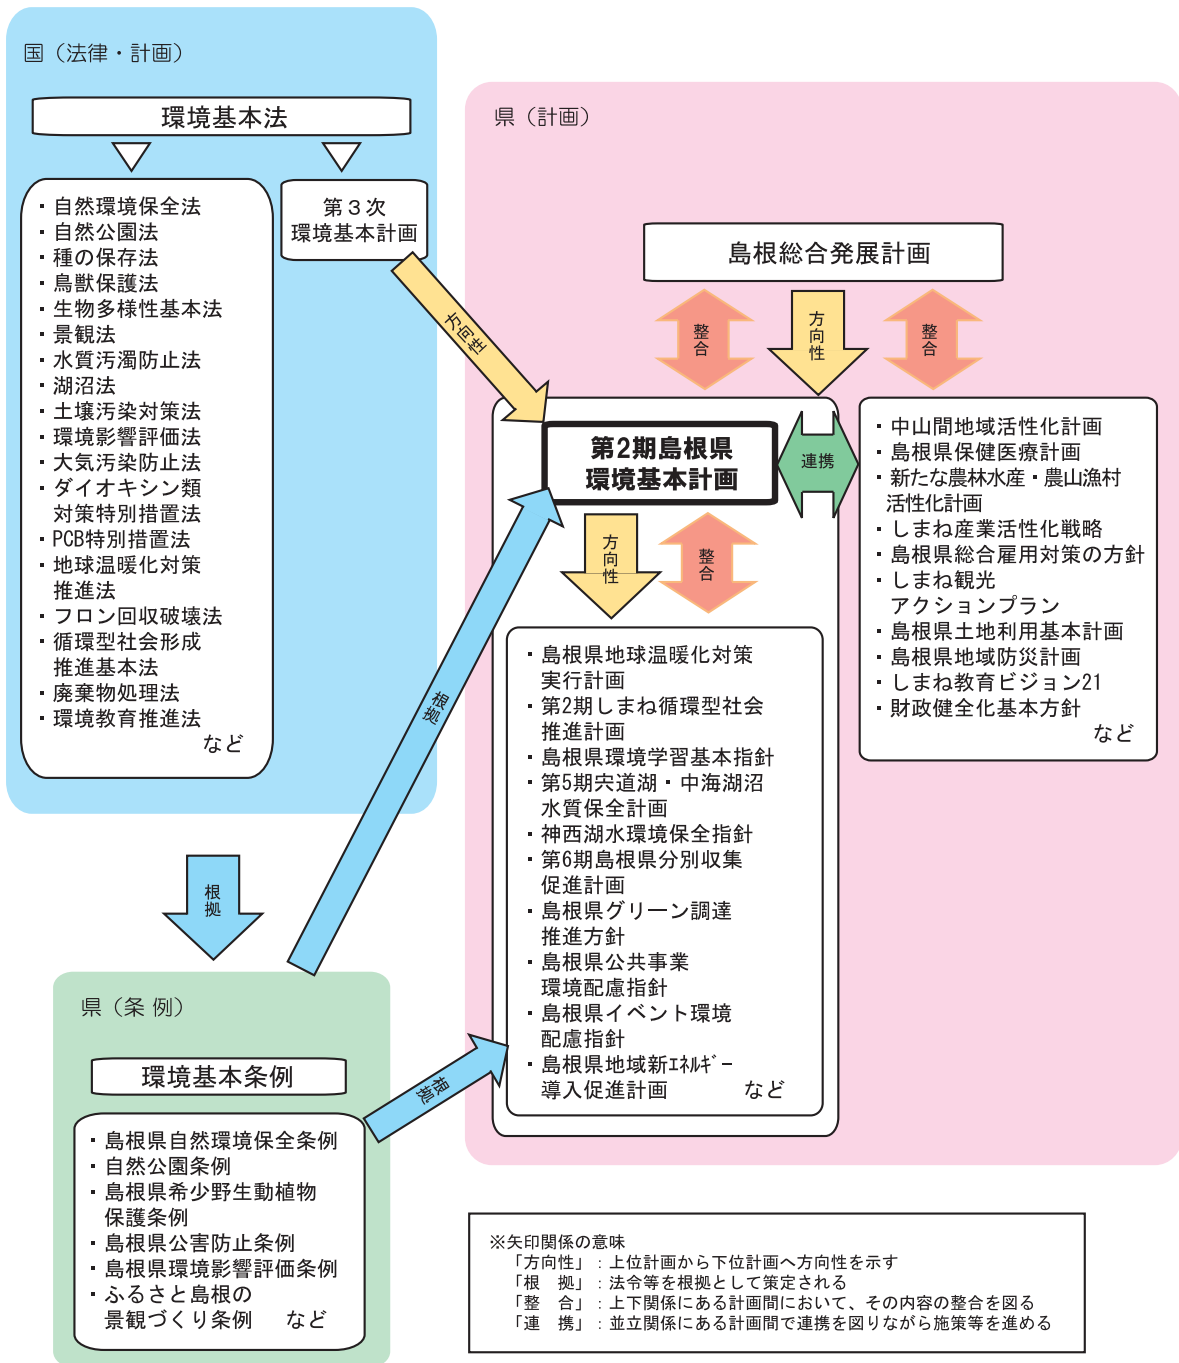 国（法律・計画）
環境基本法
・自然環境保全法
・自然公園法
・種の保存法
・鳥獣保護法
・生物多様性基本法
・景観法
・水質汚濁防止法
・湖沼法
・土壌汚染対策法
・環境影響評価法
・大気汚染防止法
・ダイオキシン類
対策特別措置法
・PCB特別措置法
・地球温暖化対策
推進法
・フロン回収破壊法
・循環型社会形成
推進基本法
・廃棄物処理法
・環境教育推進法
など
第３次
環境基本計画
方向性
根拠
県（条 例）
環境基本条例
・島根県自然環境保全条例
・自然公園条例
・島根県希少野生動植物
保護条例
・島根県公害防止条例
・島根県環境影響評価条例
・ふるさと島根の
景観づくり条例　など
根拠
根拠
県（計画）
島根総合発展計画
整合
方向性
整合
第2期島根県
環境基本計画
連携
方向性
整合
・島根県地球温暖化対策
実行計画
・第2期しまね循環型社会
推進計画
・島根県環境学習基本指針
・第5期宍道湖・中海湖沼
水質保全計画
・神西湖水環境保全指針
・第6期島根県分別収集
促進計画
・島根県グリーン調達
推進方針
・島根県公共事業
環境配慮指針
・島根県イベント環境
配慮指針
・島根県地域新ｴﾈﾙｷﾞｰ
導入促進計画　など
・中山間地域活性化計画
・島根県保健医療計画
・新たな農林水産・農山漁村
活性化計画
・しまね産業活性化戦略
・島根県総合雇用対策の方針
・しまね観光
アクションプラン
・島根県土地利用基本計画
・島根県地域防災計画
・しまね教育ビジョン21
・財政健全化基本方針
など
※矢印関係の意味
「方向性」：上位計画から下位計画へ方向性を示す
「根　拠」：法令等を根拠として策定される
「整　合」：上下関係にある計画間において、その内容の整合を図る
「連　携」：並立関係にある計画間で連携を図りながら施策等を進める